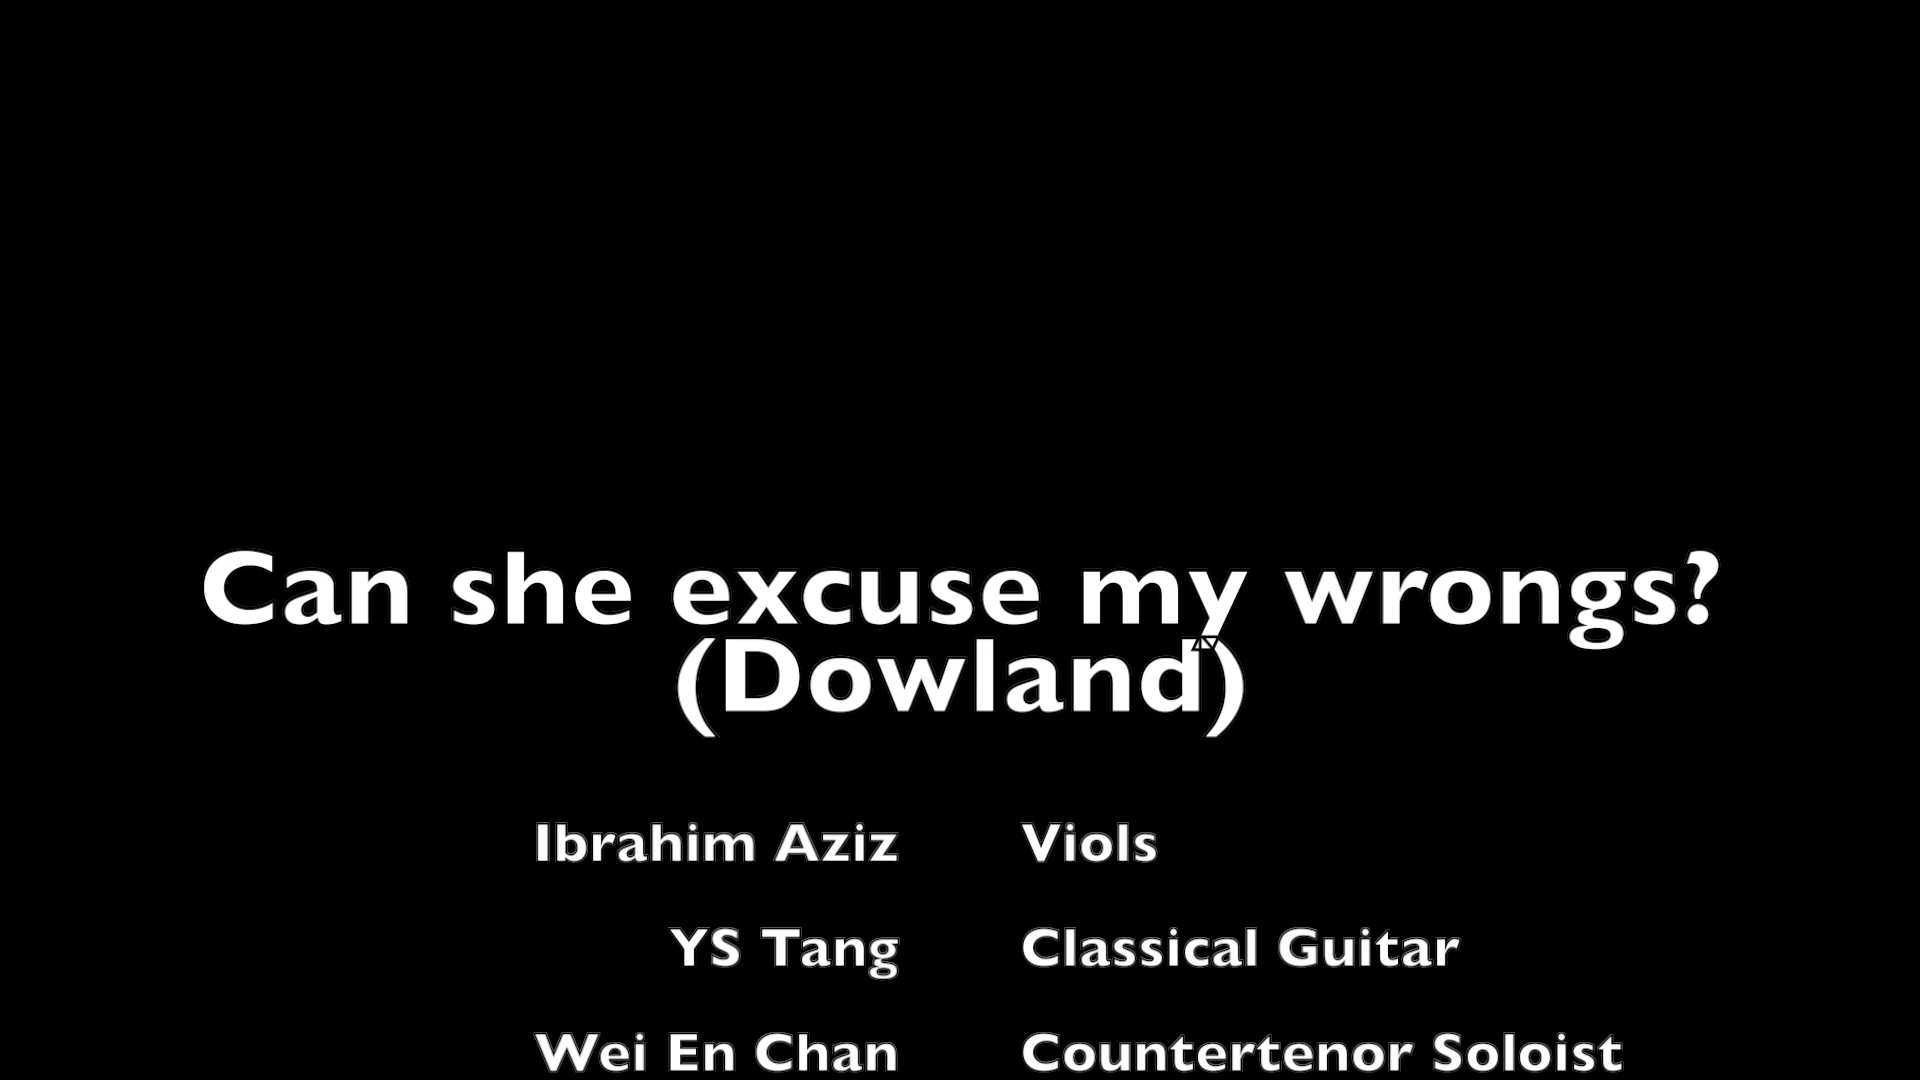 Can she excuse my wrongs?
(Dowland)
Ibrahim Aziz Viols
YS Tang Classical Guitar
Wei En Chan Countertenor Soloist